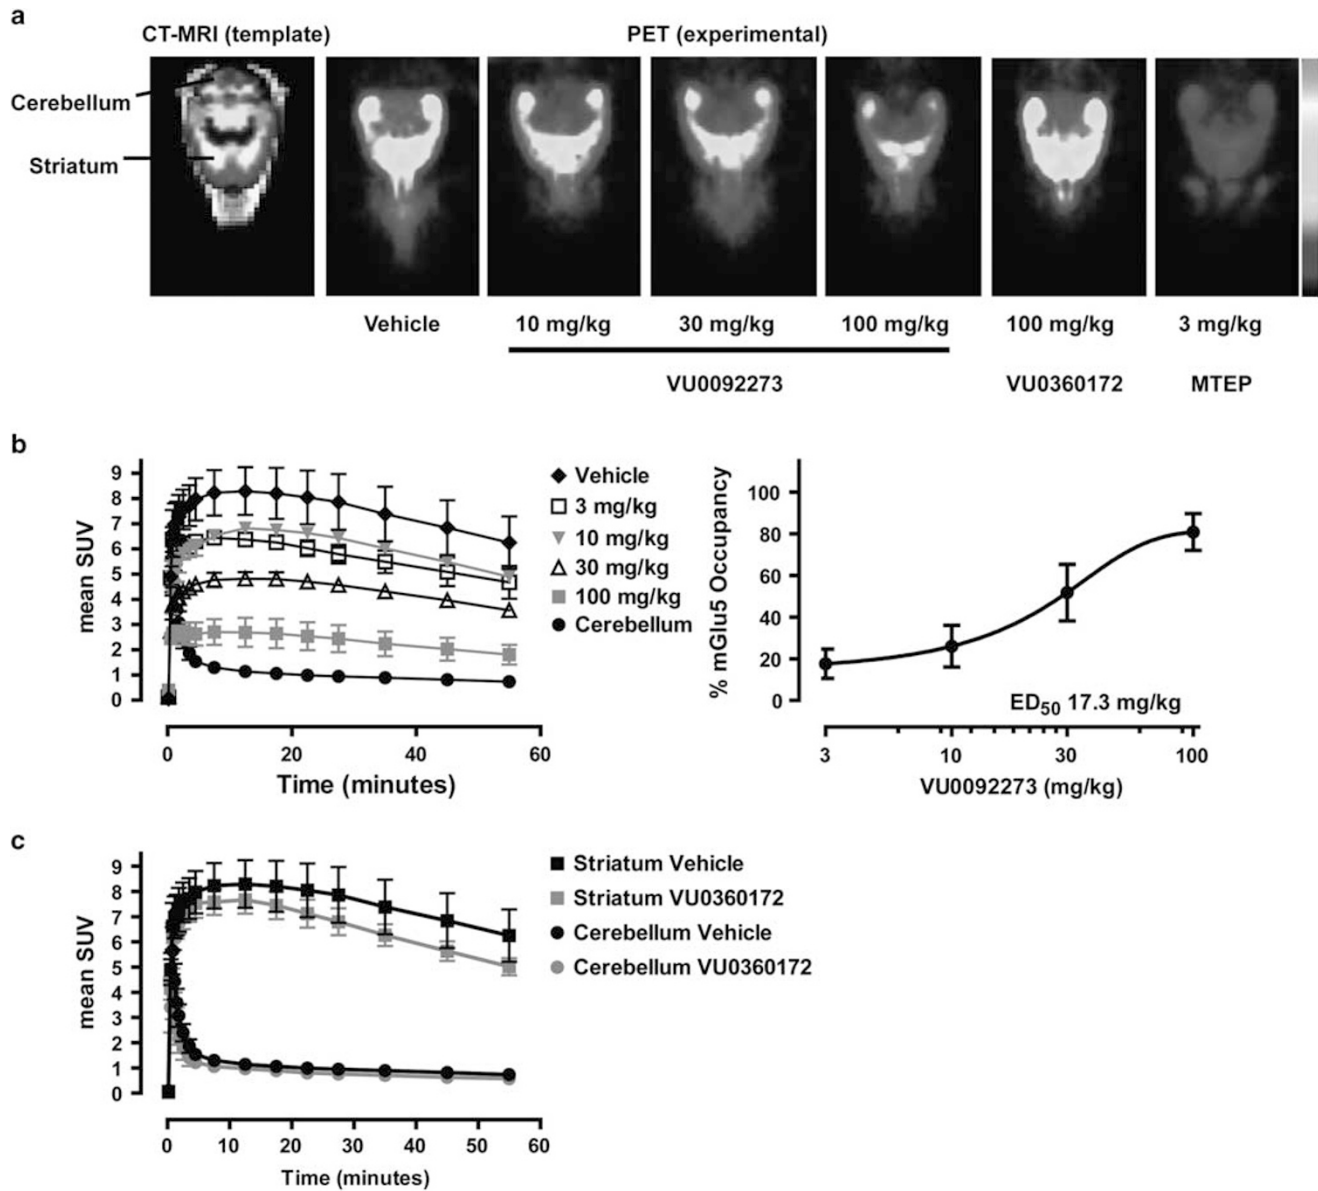 a
CT-MRI (template)
PET (experimental)
Cerebellum
Striatum
Vehicle
10 mg/kg
30 mg/kg
100 mg/kg
100 mg/kg
3 mg/kg
VU0092273
VU0360172
MTEP
b
mean SUV
9
8
7
6
5
4
3
2
1
0
0
20
40
60
Time (minutes)
Vehicle
3 mg/kg
10 mg/kg
30 mg/kg
100 mg/kg
Cerebellum
% mGlu5 Occupancy
100
80
60
40
20
0
ED50 17.3 mg/kg
3
10
30
100
VU0092273 (mg/kg)
c
mean SUV
9
8
7
6
5
4
3
2
1
0
0
10
20
30
40
50
60
Time (minutes)
Striatum Vehicle
Striatum VU0360172
Cerebellum Vehicle
Cerebellum VU0360172